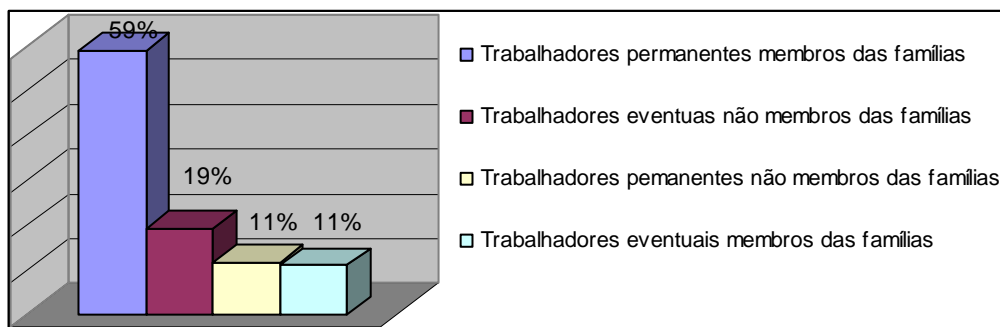 59%
19%
11%
11%
Trabalhadores permanentes membros das famílias
Trabalhadores eventuas não membros das famílias
Trabalhadores pemanentes não membros das famílias
Trabalhadores eventuais membros das famílias